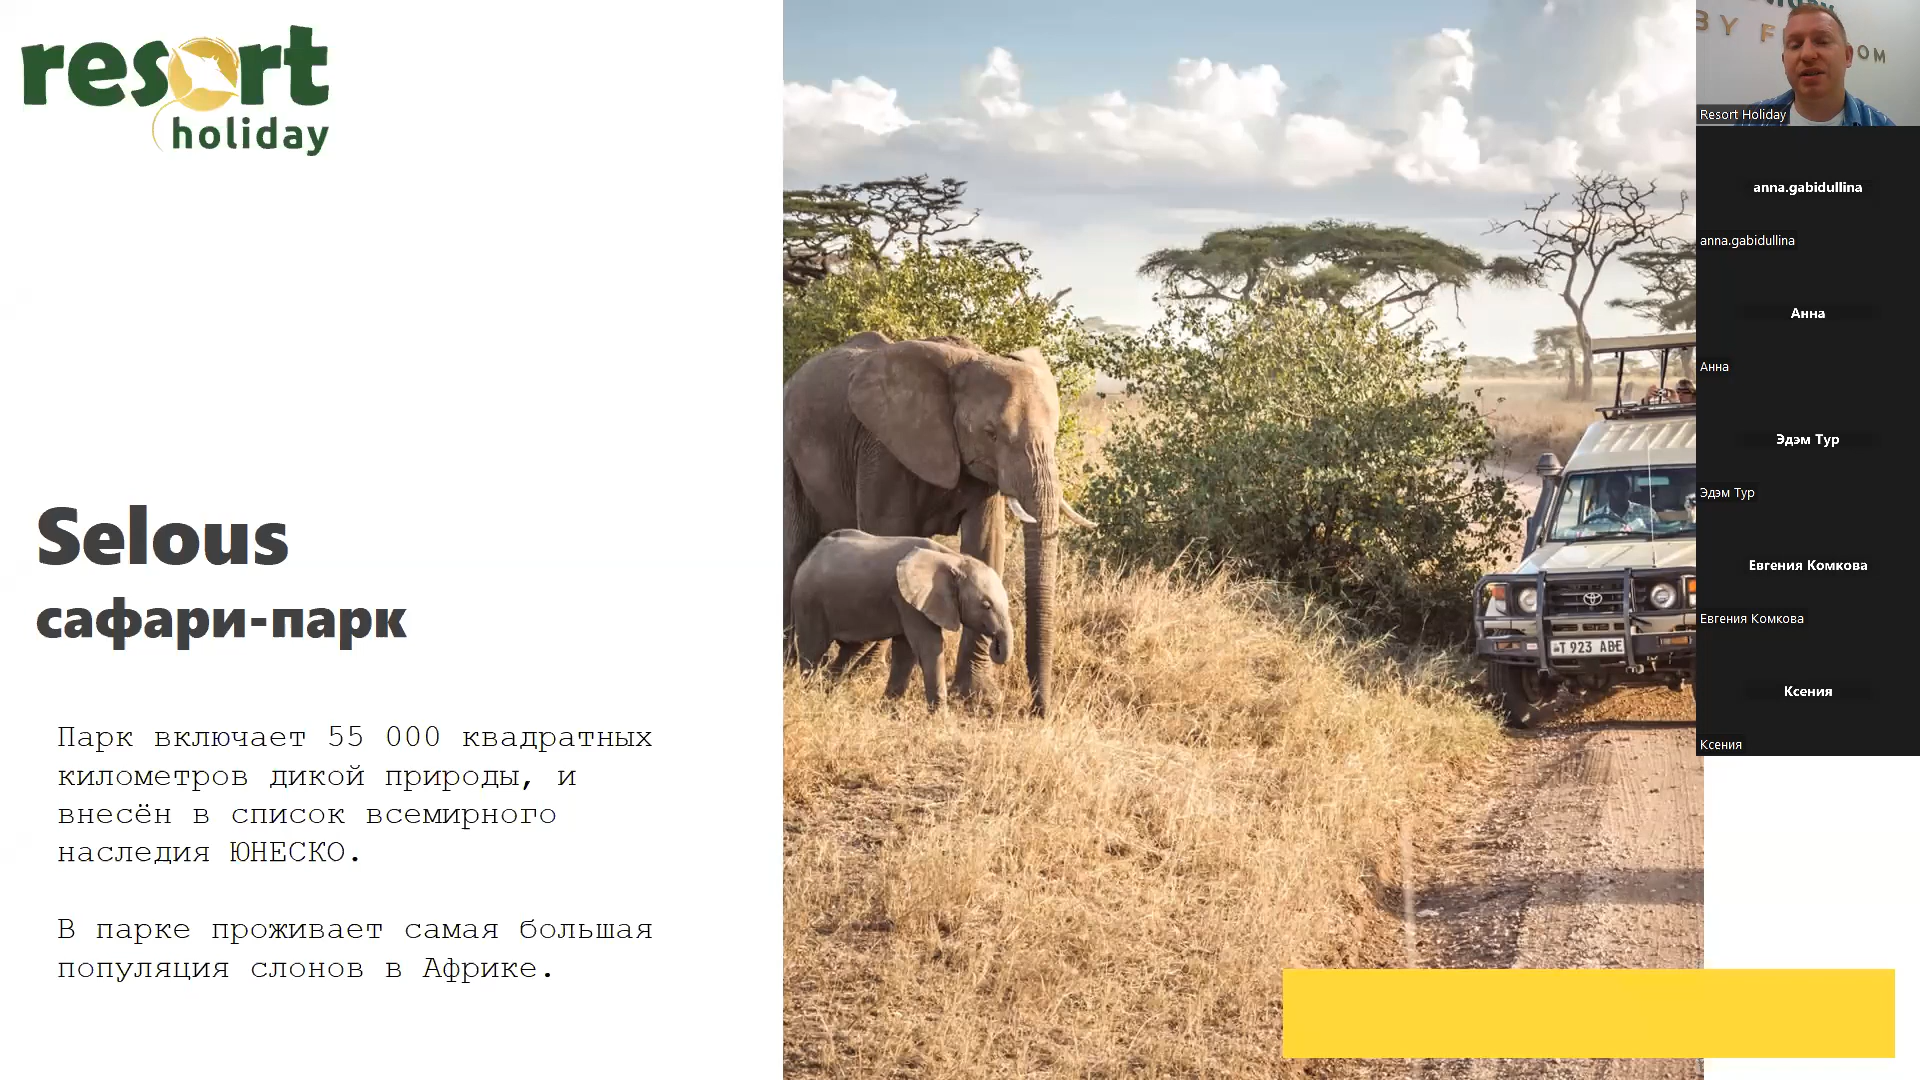 resort
holiday
Selous
сафари-парк
Парк включает 55 000 квадратных
километров дикой природы, и
внесён в список всемирного
наследия ЮНЕСКО.
В парке проживает самая большая
популяция слонов в Африке.
T 923 ABE
BY F OM
Resort Holiday
anna.gabidullina
anna.gabidullina
Анна
Анна
Эдэм Тур
Эдэм Тур
Евгения Комкова
Евгения Комкова
Ксения
Ксения